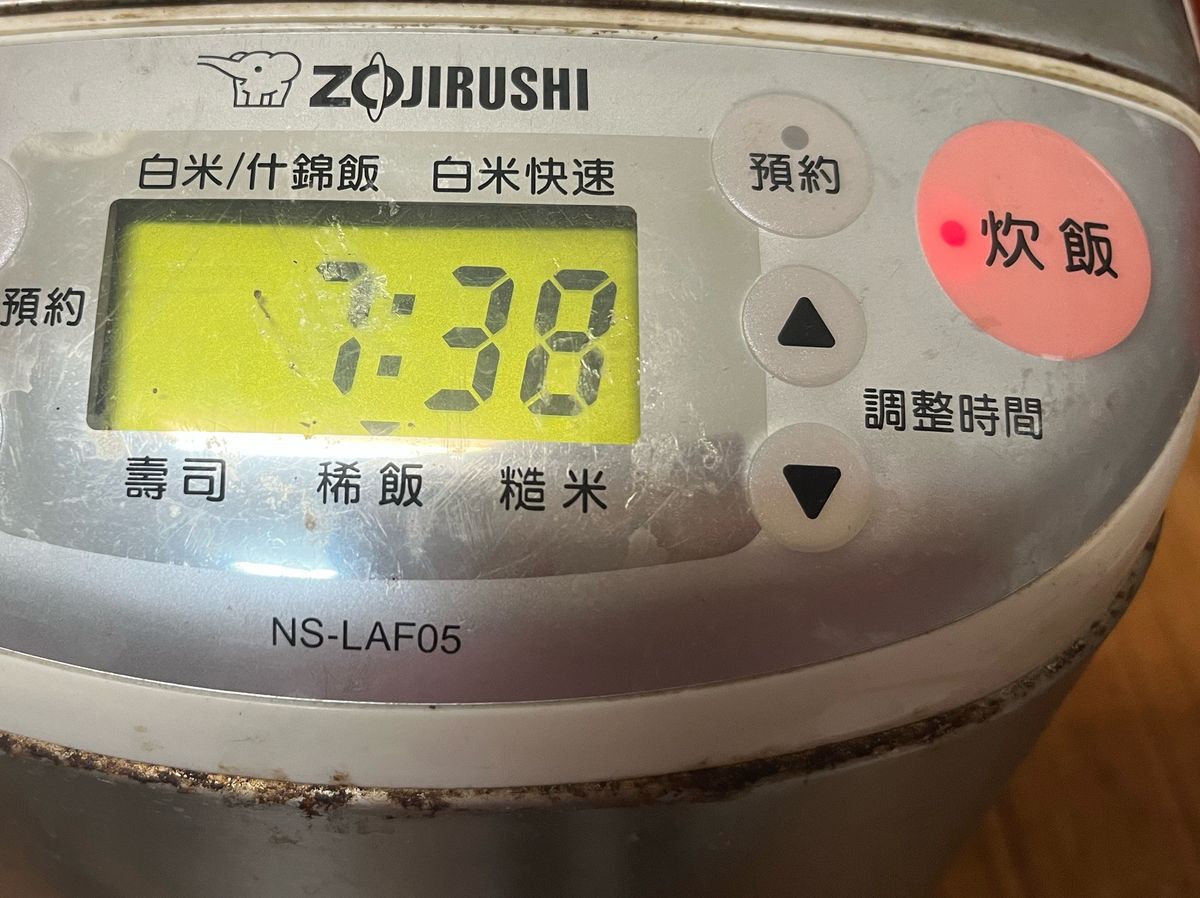 ZOJIRUSHI
白米/什錦飯 白米快速
預約
炊飯
預約
7:38
調整時間
壽司 稀飯 糙米
NS-LAF05